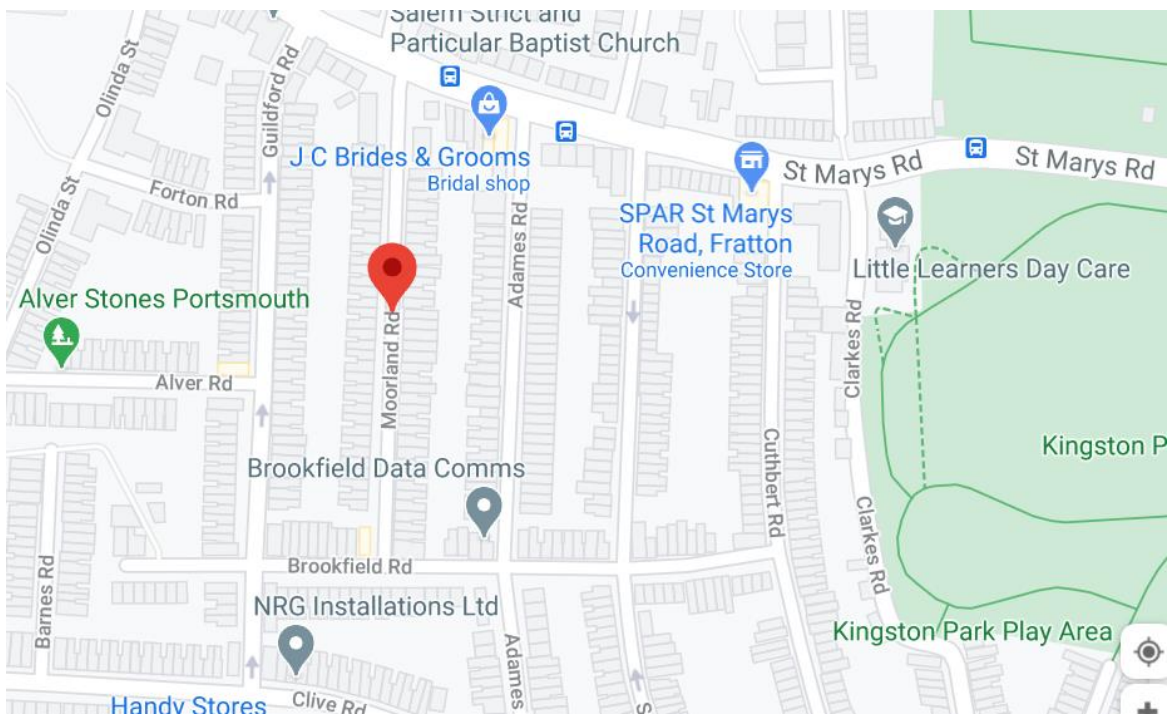 Salem Strict and
Particular Baptist Church
Olinda St
Guildford Rd
J C Brides & Grooms
Bridal shop
St Marys Rd
St Marys Rd
Forton Rd
Olinda St
Adames Rd
SPAR St Marys
Road, Fratton
Convenience Store
Little Learners Day Care
Alver Stones Portsmouth
Moorland Rd
Clarkes Rd
Alver Rd
Kingston P
Brookfield Data Comms
Cuthbert Rd
Clarkes Rd
Brookfield Rd
Barnes Rd
NRG Installations Ltd
Adames
Kingston Park Play Area
S
Handy Stores
Clive Rd